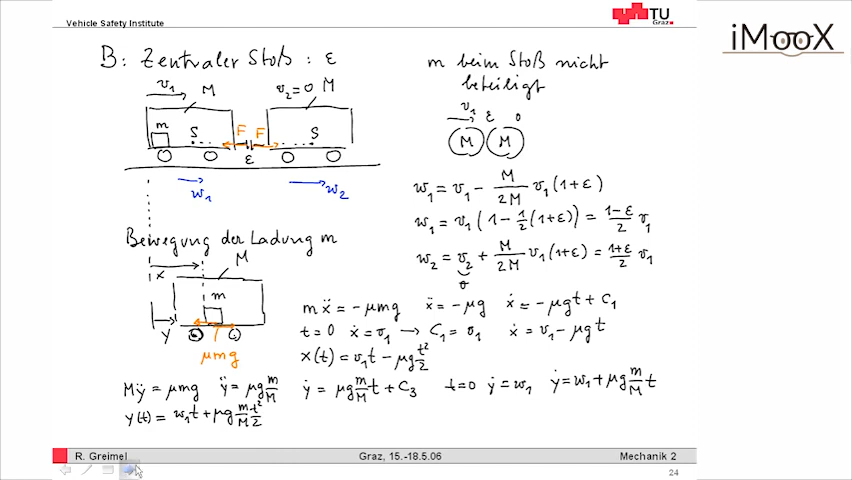 Vehicle Safety Institute
TU Graz
iMooX
B: Zentraler Stoß: ε
m beim Stoß nicht
beteiligt
v₁ M v₂=0 M
m S F F S
ε
w₁ w₂
v₁ ε 0
M M
w₁ = v₁ - M/2M v₁(1+ε)
w₁ = v₁(1 - 1/2(1+ε)) = (1-ε)/2 v₁
w₂ = v₂ + M/2M v₁(1+ε) = (1+ε)/2 v₁
0
Bewegung der Ladung m
x M
m
y
μmg
mẍ = -μmg ẍ = -μg ẋ = -μgt + C₁
t=0 ẋ = v₁ → C₁ = v₁ ẋ = v₁ - μgt
x(t) = v₁t - μg t²/2
Mÿ = μmg ÿ = μg m/M ẏ = μg m/M t + C₃ t=0 ẏ = w₁ ẏ = w₁ + μg m/M t
y(t) = w₁t + μg m/M t²/2
R. Greimel Graz, 15.-18.5.06 Mechanik 2
24